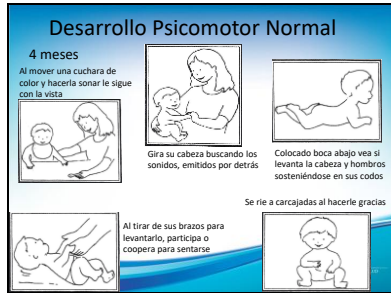 Desarrollo Psicomotor Normal
4 meses
Al mover una cuchara de
color y hacerla sonar le sigue
con la vista
Gira su cabeza buscando los
sonidos, emitidos por detrás
Colocado boca abajo vea si
levanta la cabeza y hombros
sosteniéndose en sus codos
Se rie a carcajadas al hacerle gracias
Al tirar de sus brazos para
levantarlo, participa o
coopera para sentarse